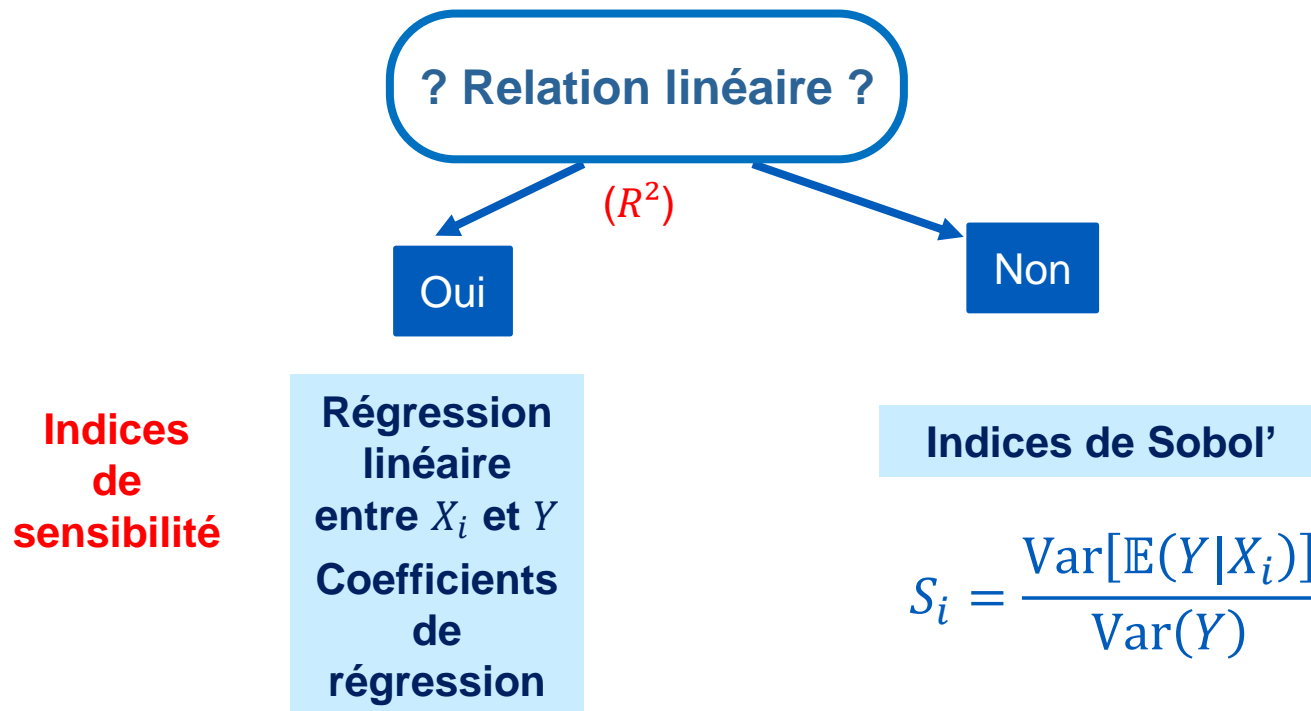 ? Relation linéaire ?
(R²)
Oui
Non
Indices
de
sensibilité
Régression
linéaire
entre Xᵢ et Y
Coefficients
de
régression
Indices de Sobol’
Sᵢ = Var[𝔼(Y|Xᵢ)] / Var(Y)